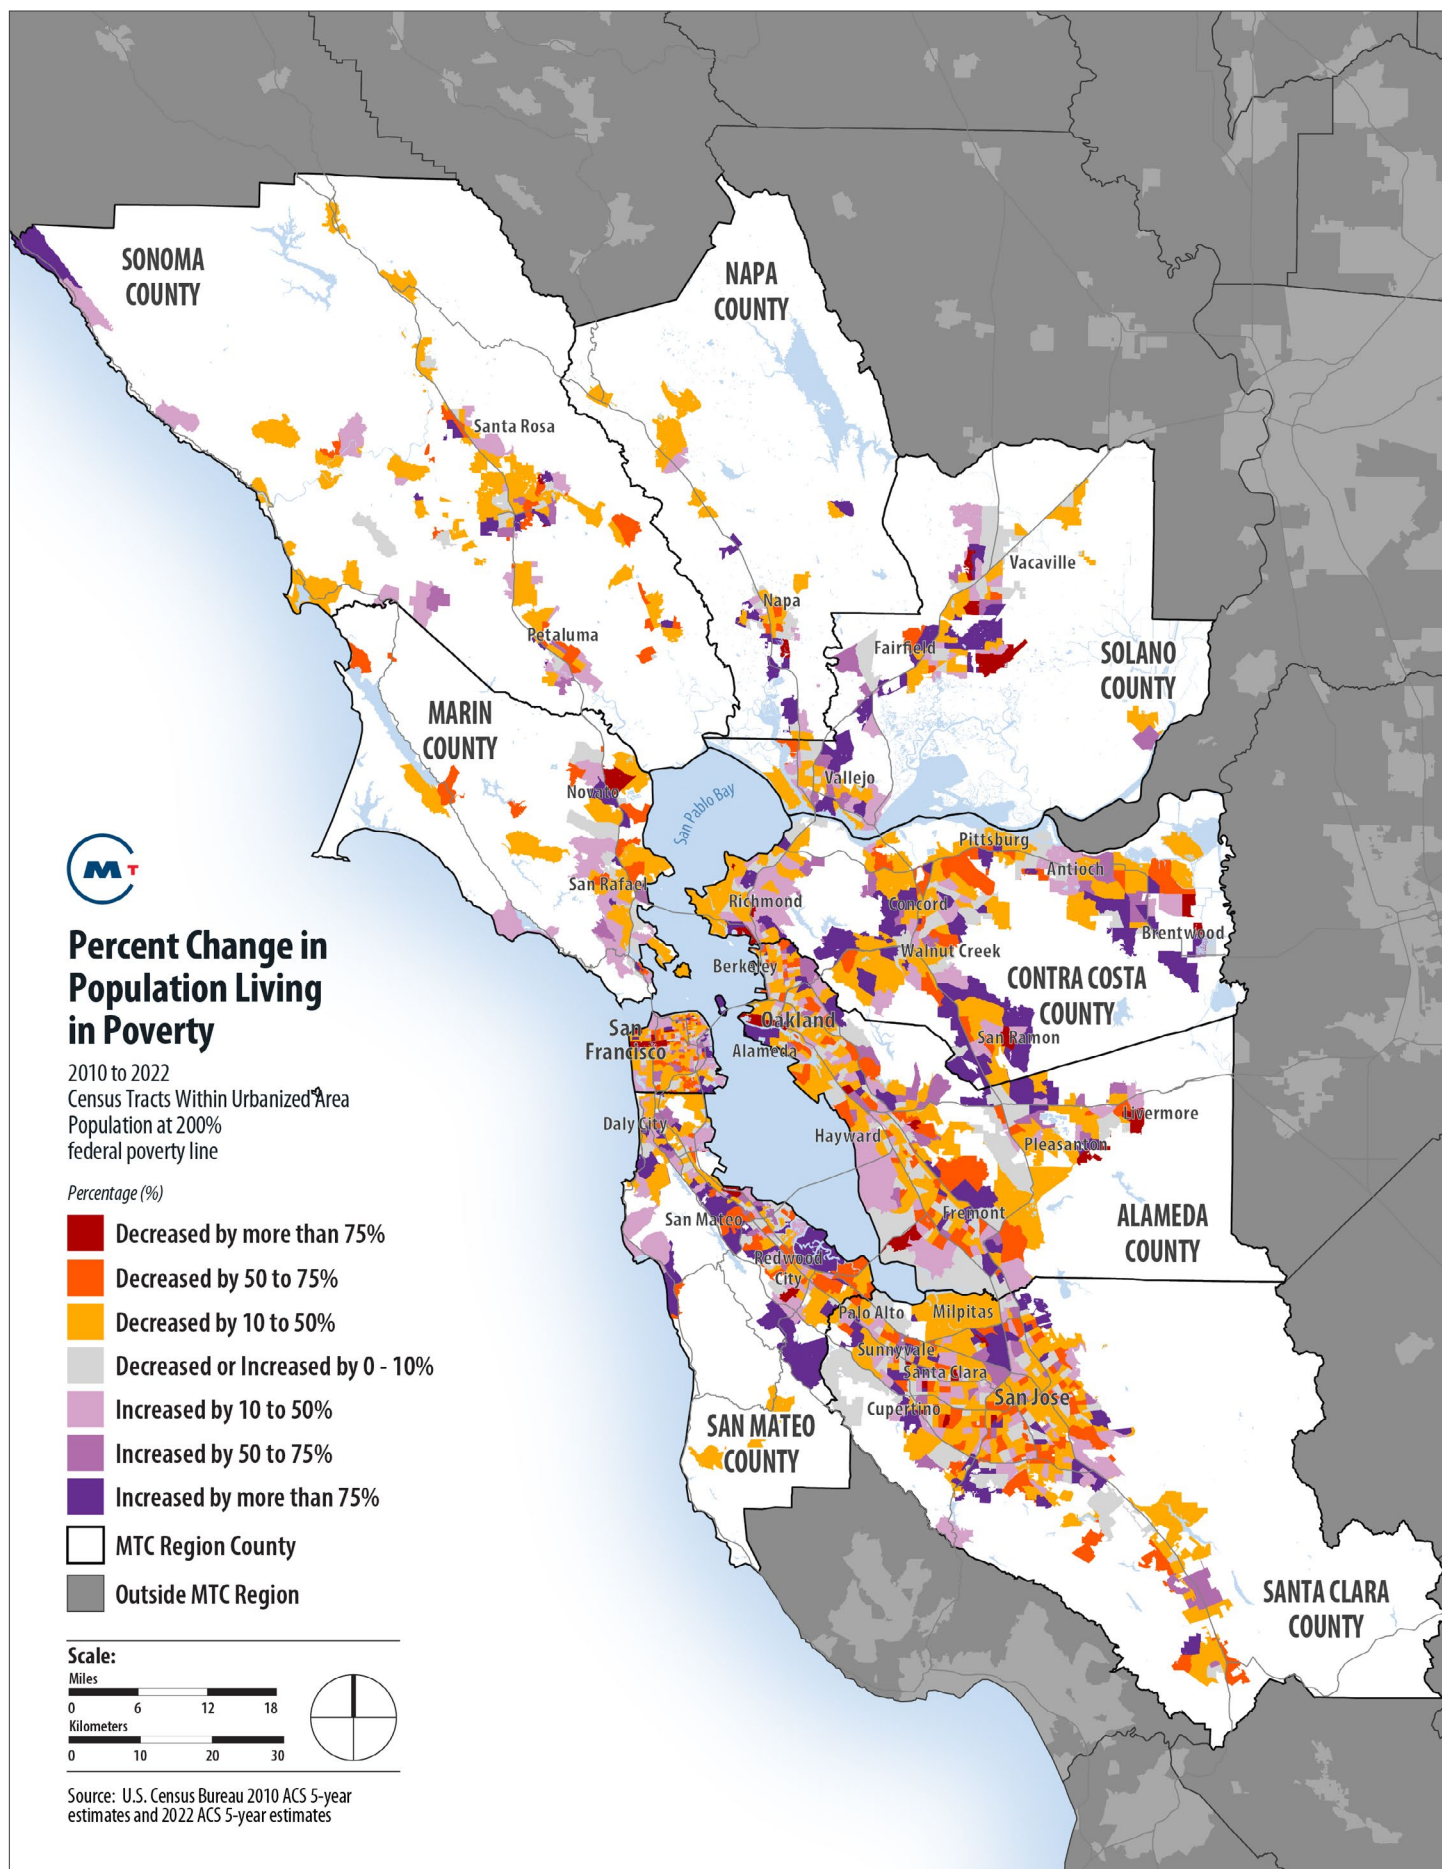 SONOMA
COUNTY
NAPA
COUNTY
Santa Rosa
Vacaville
Napa
Petaluma
Fairfield
SOLANO
COUNTY
MARIN
COUNTY
Novato
Vallejo
San Pablo Bay
Pittsburg
Antioch
San Rafael
Richmond
Concord
Brentwood
Walnut Creek
Berkeley
CONTRA COSTA
COUNTY
Oakland
San
Francisco
Alameda
San Ramon
Daly City
Hayward
Livermore
Pleasanton
San Mateo
Fremont
ALAMEDA
COUNTY
Redwood
City
Palo Alto
Milpitas
Sunnyvale
Santa Clara
San Jose
Cupertino
SAN MATEO
COUNTY
SANTA CLARA
COUNTY
M T
Percent Change in
Population Living
in Poverty
2010 to 2022
Census Tracts Within Urbanized Area
Population at 200%
federal poverty line
Percentage (%)
Decreased by more than 75%
Decreased by 50 to 75%
Decreased by 10 to 50%
Decreased or Increased by 0 - 10%
Increased by 10 to 50%
Increased by 50 to 75%
Increased by more than 75%
MTC Region County
Outside MTC Region
Scale:
Miles
0 6 12 18
Kilometers
0 10 20 30
Source: U.S. Census Bureau 2010 ACS 5-year
estimates and 2022 ACS 5-year estimates